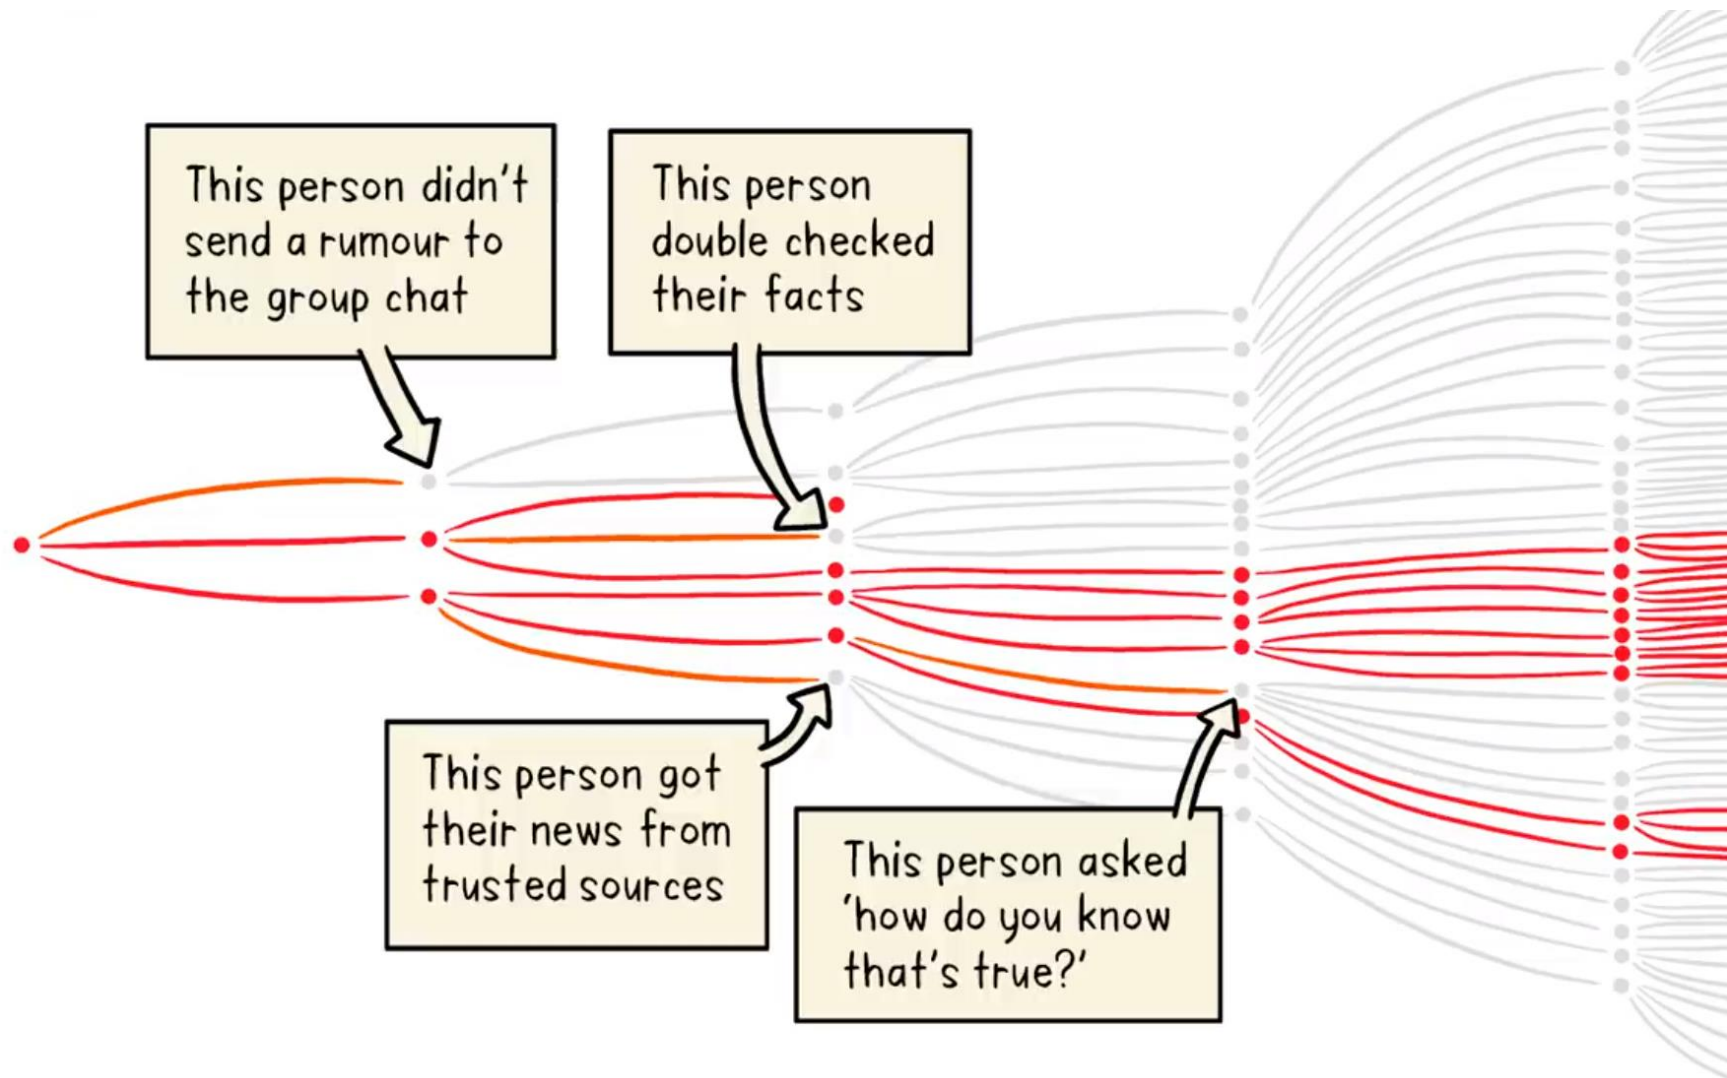 This person didn't
send a rumour to
the group chat
This person
double checked
their facts
This person got
their news from
trusted sources
This person asked
'how do you know
that's true?'